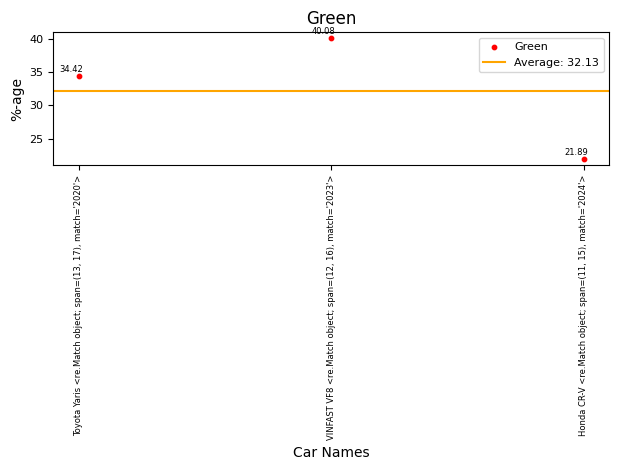 Green
40.08
40
Green
34.42
35
Average: 32.13
%-age
30
21.89
25
Toyota Yaris <re.Match object; span=(13, 17), match='2020'>
VINFAST VF8 <re.Match object; span=(12, 16), match='2023'>
Honda CR-V <re.Match object; span=(11, 15), match='2024'>
Car Names